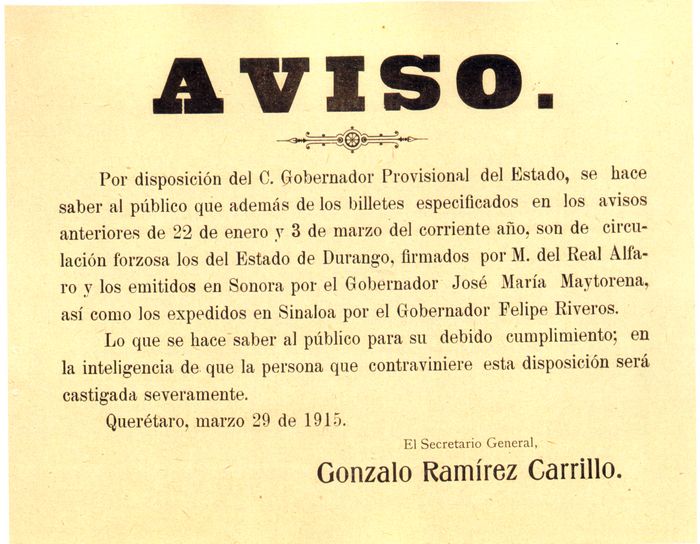 AVISO.
Por disposición del C. Gobernador Provisional del Estado, se hace
saber al público que además de los billetes especificados en los avisos
anteriores de 22 de enero y 3 de marzo del corriente año, son de circu-
lación forzosa los del Estado de Durango, firmados por M. del Real Alfa-
ro y los emitidos en Sonora por el Gobernador José María Maytorena,
así como los expedidos en Sinaloa por el Gobernador Felipe Riveros.
Lo que se hace saber al público para su debido cumplimiento; en
la inteligencia de que la persona que contraviniere esta disposición será
castigada severamente.
Querétaro, marzo 29 de 1915.
El Secretario General,
Gonzalo Ramírez Carrillo.